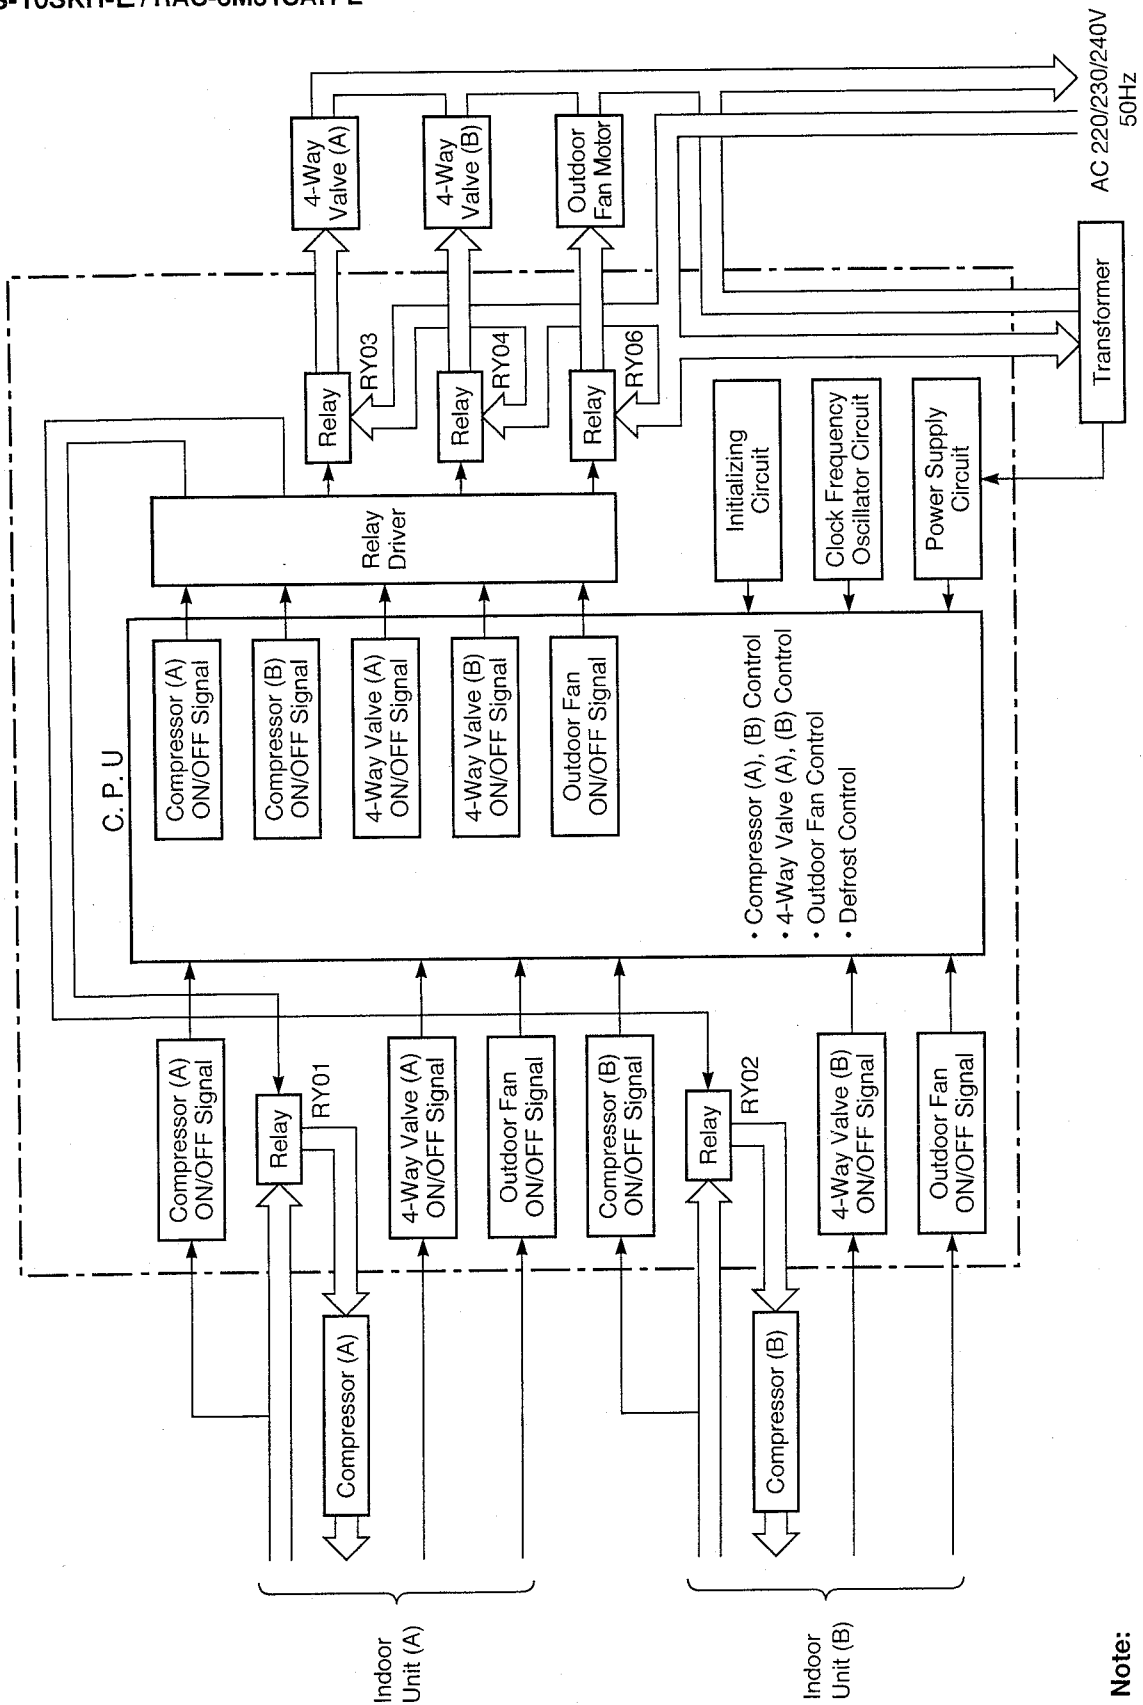 S-10SKH-E /
C. P. U
Indoor
Unit (A)
Compressor (A)
Compressor (A)
ON/OFF Signal
Relay
RY01
4-Way Valve (A)
ON/OFF Signal
Outdoor Fan
ON/OFF Signal
Indoor
Unit (B)
Compressor (B)
Compressor (B)
ON/OFF Signal
Relay
RY02
4-Way Valve (B)
ON/OFF Signal
Outdoor Fan
ON/OFF Signal
Compressor (A)
ON/OFF Signal
Compressor (B)
ON/OFF Signal
4-Way Valve (A)
ON/OFF Signal
4-Way Valve (B)
ON/OFF Signal
Outdoor Fan
ON/OFF Signal
• Compressor (A), (B) Control
• 4-Way Valve (A), (B) Control
• Outdoor Fan Control
• Defrost Control
Relay
Driver
Relay
RY03
Relay
RY04
Relay
RY06
4-Way
Valve (A)
4-Way
Valve (B)
Outdoor
Fan Motor
Initializing
Circuit
Clock Frequency
Oscillator Circuit
Power Supply
Circuit
Transformer
AC 220/230/240V
50Hz
Note: